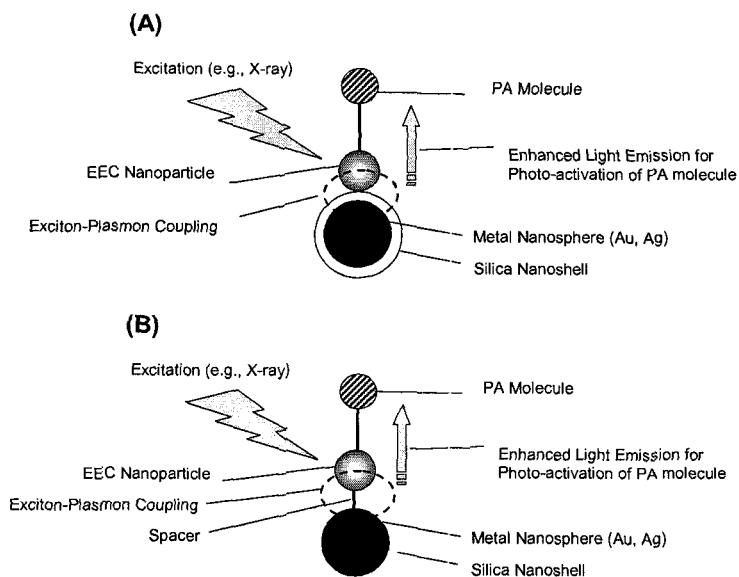 (A)
Excitation (e.g., X-ray)
PA Molecule
EEC Nanoparticle
Enhanced Light Emission for
Photo-activation of PA molecule
Exciton-Plasmon Coupling
Metal Nanosphere (Au, Ag)
Silica Nanoshell
(B)
Excitation (e.g., X-ray)
PA Molecule
EEC Nanoparticle
Enhanced Light Emission for
Photo-activation of PA molecule
Exciton-Plasmon Coupling
Spacer
Metal Nanosphere (Au, Ag)
Silica Nanoshell